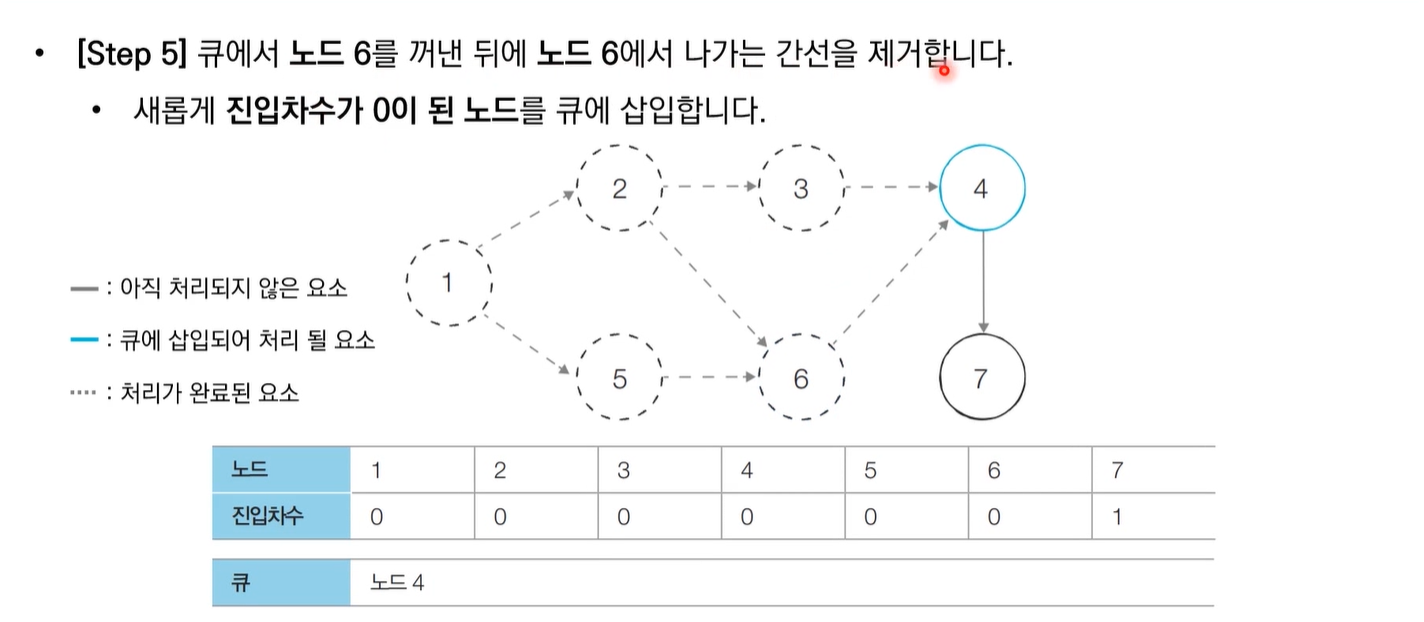 • [Step 5] 큐에서 노드 6를 꺼낸 뒤에 노드 6에서 나가는 간선을 제거합니다.
• 새롭게 진입차수가 0이 된 노드를 큐에 삽입합니다.
2 3 4
1
: 아직 처리되지 않은 요소
: 큐에 삽입되어 처리 될 요소
5 6 7
: 처리가 완료된 요소
노드 1 2 3 4 5 6 7
진입차수 0 0 0 0 0 0 1
큐 노드 4